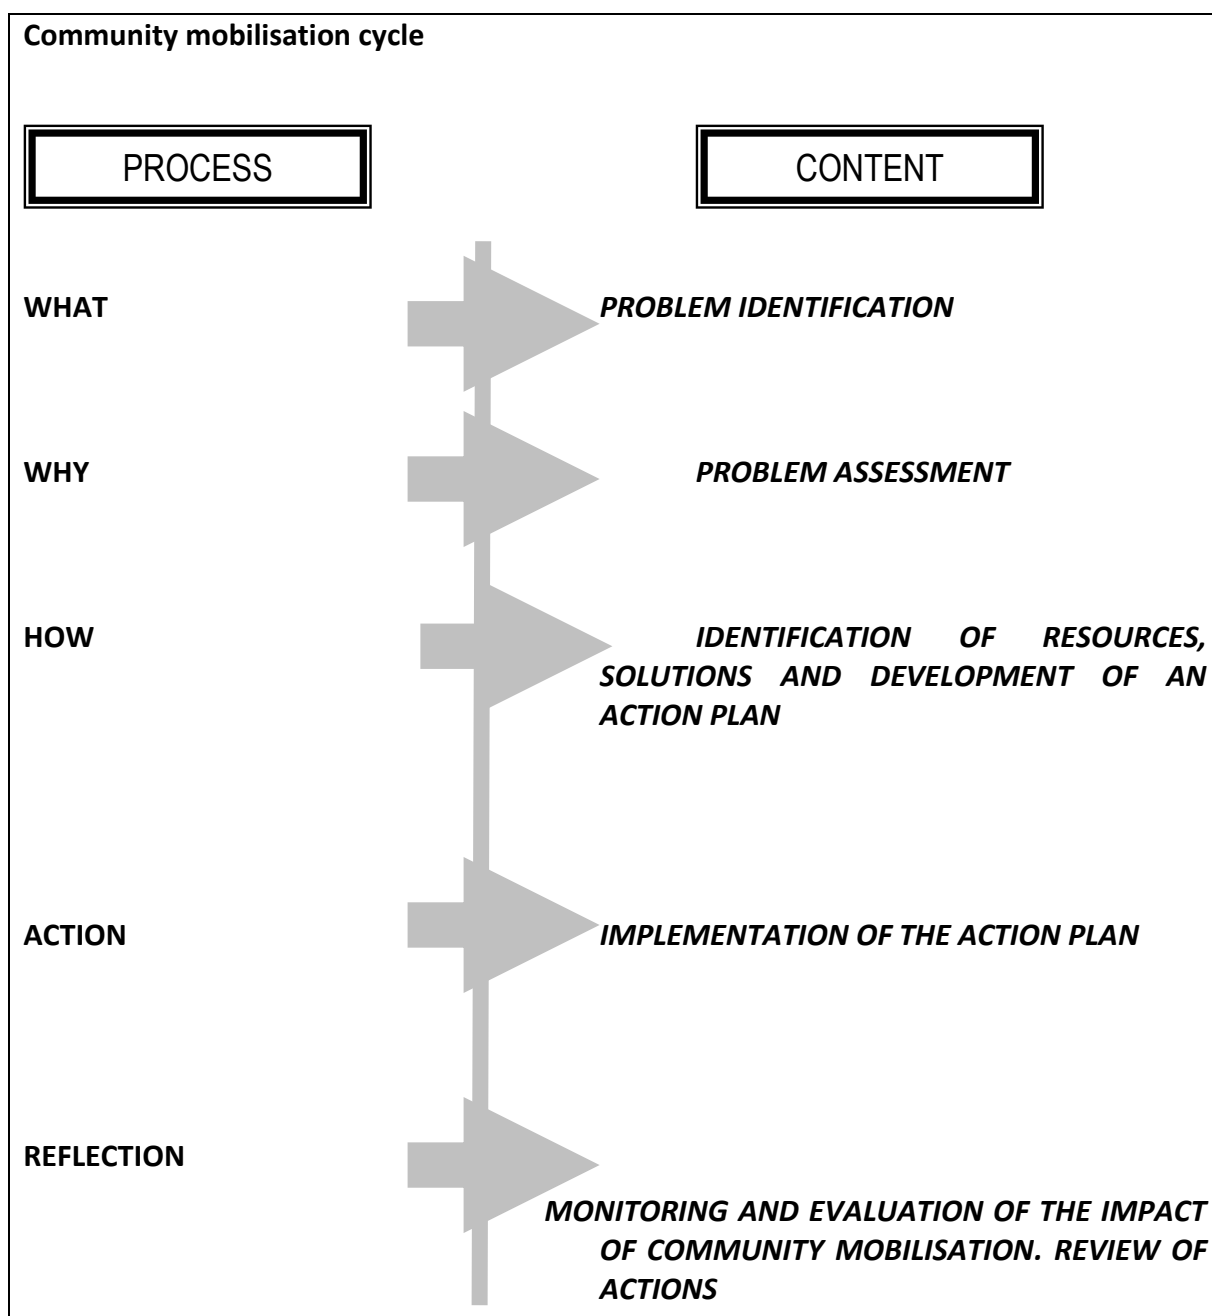 Community mobilisation cycle
PROCESS
CONTENT
WHAT
PROBLEM IDENTIFICATION
WHY
PROBLEM ASSESSMENT
HOW
IDENTIFICATION OF RESOURCES,
SOLUTIONS AND DEVELOPMENT OF AN
ACTION PLAN
ACTION
IMPLEMENTATION OF THE ACTION PLAN
REFLECTION
MONITORING AND EVALUATION OF THE IMPACT
OF COMMUNITY MOBILISATION. REVIEW OF
ACTIONS